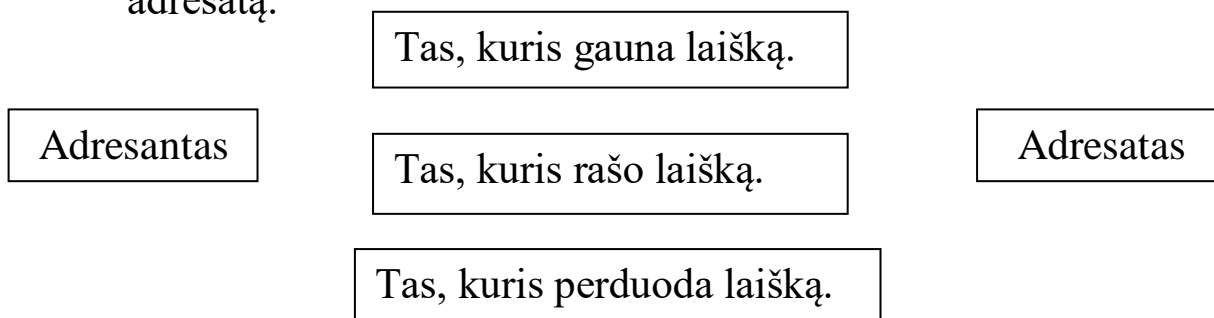 adresatą.
Tas, kuris gauna laišką.
Adresantas
Tas, kuris rašo laišką.
Adresatas
Tas, kuris perduoda laišką.